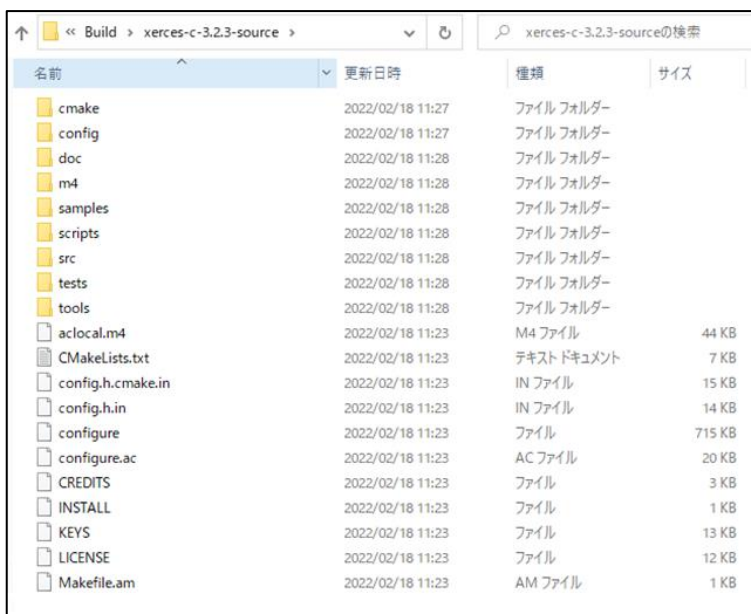 « Build › xerces-c-3.2.3-source › xerces-c-3.2.3-sourceの検索
名前 更新日時 種類 サイズ
cmake 2022/02/18 11:27 ファイル フォルダー
config 2022/02/18 11:27 ファイル フォルダー
doc 2022/02/18 11:28 ファイル フォルダー
m4 2022/02/18 11:28 ファイル フォルダー
samples 2022/02/18 11:28 ファイル フォルダー
scripts 2022/02/18 11:28 ファイル フォルダー
src 2022/02/18 11:28 ファイル フォルダー
tests 2022/02/18 11:28 ファイル フォルダー
tools 2022/02/18 11:28 ファイル フォルダー
aclocal.m4 2022/02/18 11:23 M4 ファイル 44 KB
CMakeLists.txt 2022/02/18 11:23 テキスト ドキュメント 7 KB
config.h.cmake.in 2022/02/18 11:23 IN ファイル 15 KB
config.h.in 2022/02/18 11:23 IN ファイル 14 KB
configure 2022/02/18 11:23 ファイル 715 KB
configure.ac 2022/02/18 11:23 AC ファイル 20 KB
CREDITS 2022/02/18 11:23 ファイル 3 KB
INSTALL 2022/02/18 11:23 ファイル 1 KB
KEYS 2022/02/18 11:23 ファイル 13 KB
LICENSE 2022/02/18 11:23 ファイル 12 KB
Makefile.am 2022/02/18 11:23 AM ファイル 1 KB